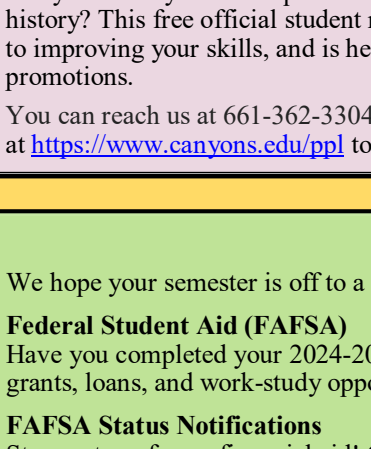 history? This free official student
to improving your skills, and is he
promotions.
You can reach us at 661-362-3304
at https://www.canyons.edu/ppl to
We hope your semester is off to a
Federal Student Aid (FAFSA)
Have you completed your 2024-20
grants, loans, and work-study oppo
FAFSA Status Notifications